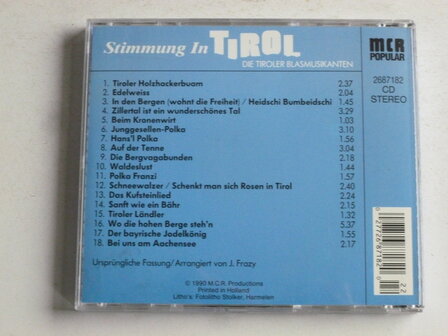 Stimmung In TIROL
DIE TIROLER BLASMUSIKANTEN
MCR
POPULAR
2687182
CD
STEREO
1. Tiroler Holzhackerbuam 2.37
2. Edelweiss 2.04
3. In den Bergen (wohnt die Freiheit) / Heidschi Bumbeidschi 1.45
4. Zillertal ist ein wunderschönes Tal 3.29
5. Beim Kranenwirt 1.03
6. Junggesellen-Polka 3.10
7. Hans'l Polka 1.56
8. Auf der Tenne 3.04
9. Die Bergvagabunden 2.18
10. Waldeslust 2.11
11. Polka Franzi 1.57
12. Schneewalzer / Schenkt man sich Rosen in Tirol 2.40
13. Das Kufsteinlied 2.24
14. Sanft wie ein Bähr 2.15
15. Tiroler Ländler 1.32
16. Wo die hohen Berge steh'n 5.37
17. Der bayrische Jodelkönig 1.55
18. Bei uns am Aachensee 2.17
Ursprüngliche Fassung/Arrangiert von J. Frazy
© 1990 M.C.R. Productions
Printed in Holland
Litho's: Fotolitho Stolker, Harmelen